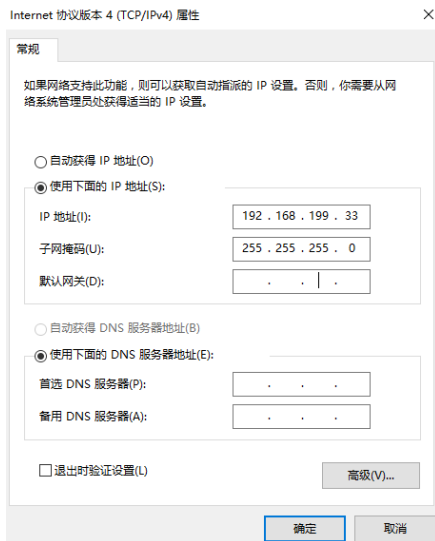 Internet 协议版本 4 (TCP/IPv4) 属性
常规
如果网络支持此功能，则可以获取自动指派的 IP 设置。否则，你需要从网
络系统管理员处获得适当的 IP 设置。
自动获得 IP 地址(O)
使用下面的 IP 地址(S):
IP 地址(I): 192 . 168 . 199 . 33
子网掩码(U): 255 . 255 . 255 . 0
默认网关(D): . . .
自动获得 DNS 服务器地址(B)
使用下面的 DNS 服务器地址(E):
首选 DNS 服务器(P): . . .
备用 DNS 服务器(A): . . .
退出时验证设置(L)
高级(V)...
确定 取消